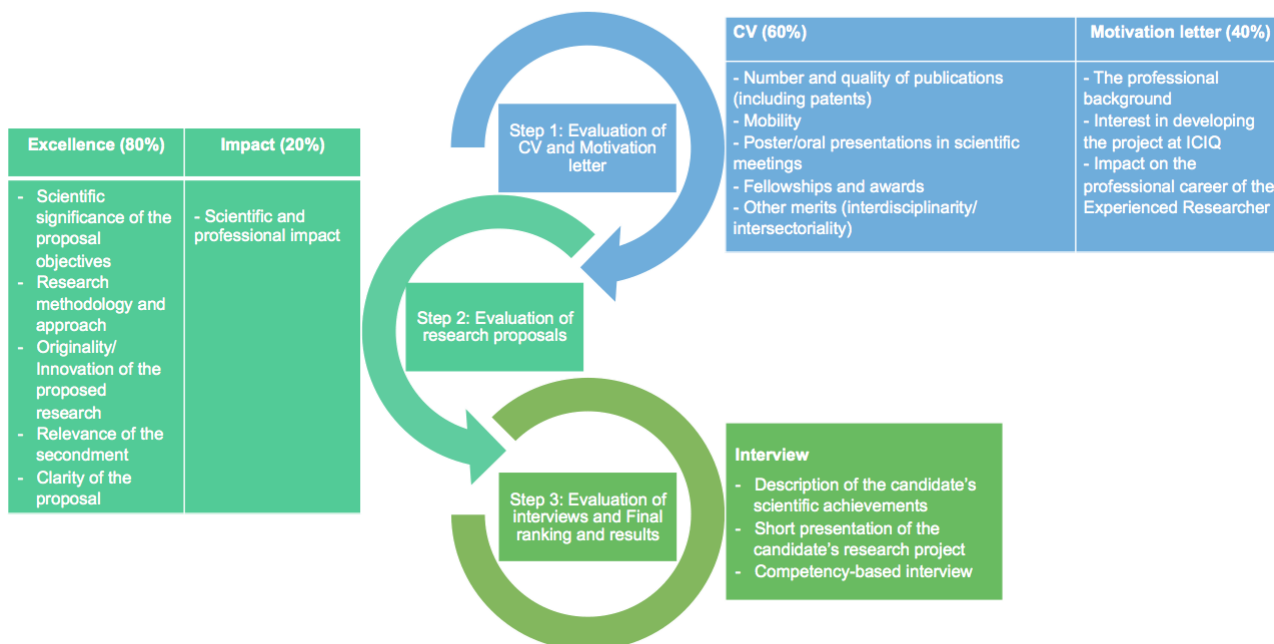 CV (60%)
Motivation letter (40%)
- Number and quality of publications
(including patents)
- Mobility
- Poster/oral presentations in scientific
meetings
- Fellowships and awards
- Other merits (interdisciplinarity/
intersectoriality)
- The professional
background
- Interest in developing
the project at ICIQ
- Impact on the
professional career of the
Experienced Researcher
Step 1: Evaluation of
CV and Motivation
letter
Excellence (80%)
Impact (20%)
- Scientific
significance of the
proposal
objectives
- Research
methodology and
approach
- Originality/
Innovation of the
proposed
research
- Relevance of the
secondment
- Clarity of the
proposal
- Scientific and
professional impact
Step 2: Evaluation of
research proposals
Step 3: Evaluation of
interviews and Final
ranking and results
Interview
- Description of the candidate's
scientific achievements
- Short presentation of the
candidate's research project
- Competency-based interview